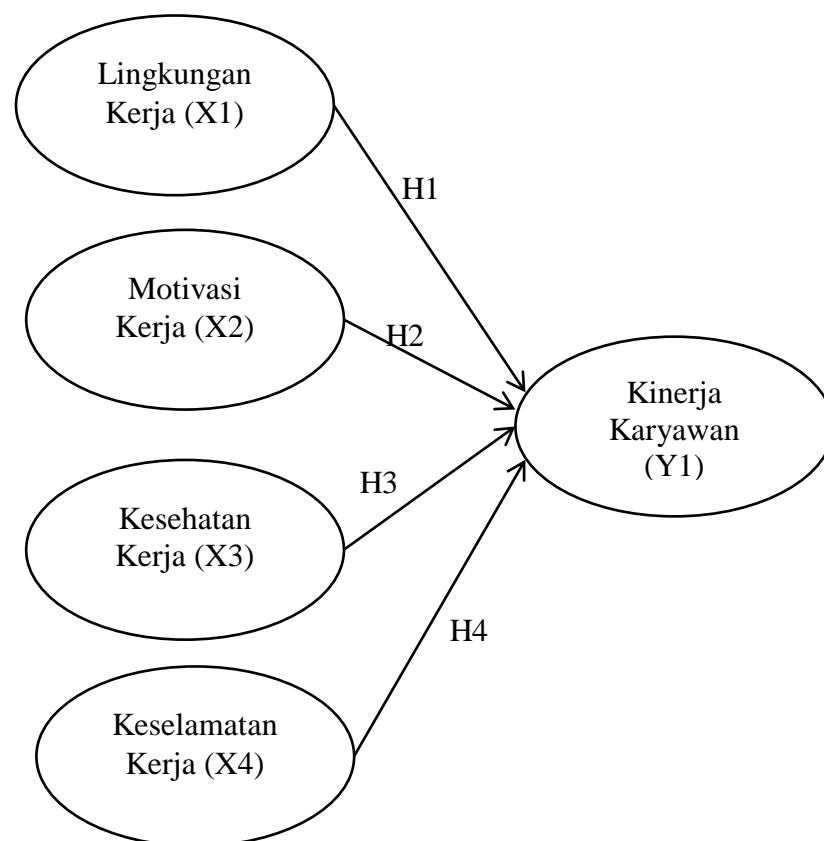 Lingkungan
Kerja (X1)
H1
Motivasi
Kerja (X2)
H2
Kinerja
Karyawan
(Y1)
Kesehatan
Kerja (X3)
H3
H4
Keselamatan
Kerja (X4)